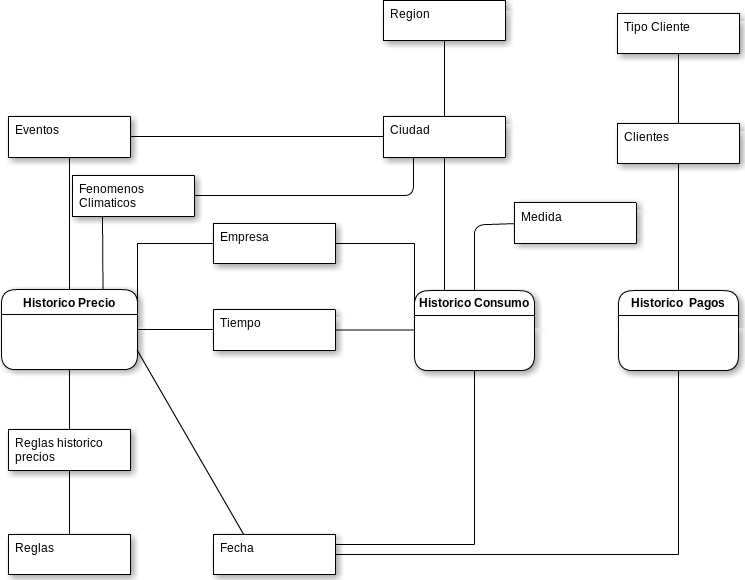 Region
Tipo Cliente
Eventos
Ciudad
Clientes
Fenomenos
Climaticos
Medida
Empresa
Historico Precio
Historico Consumo
Historico  Pagos
Tiempo
Reglas historico
precios
Reglas
Fecha